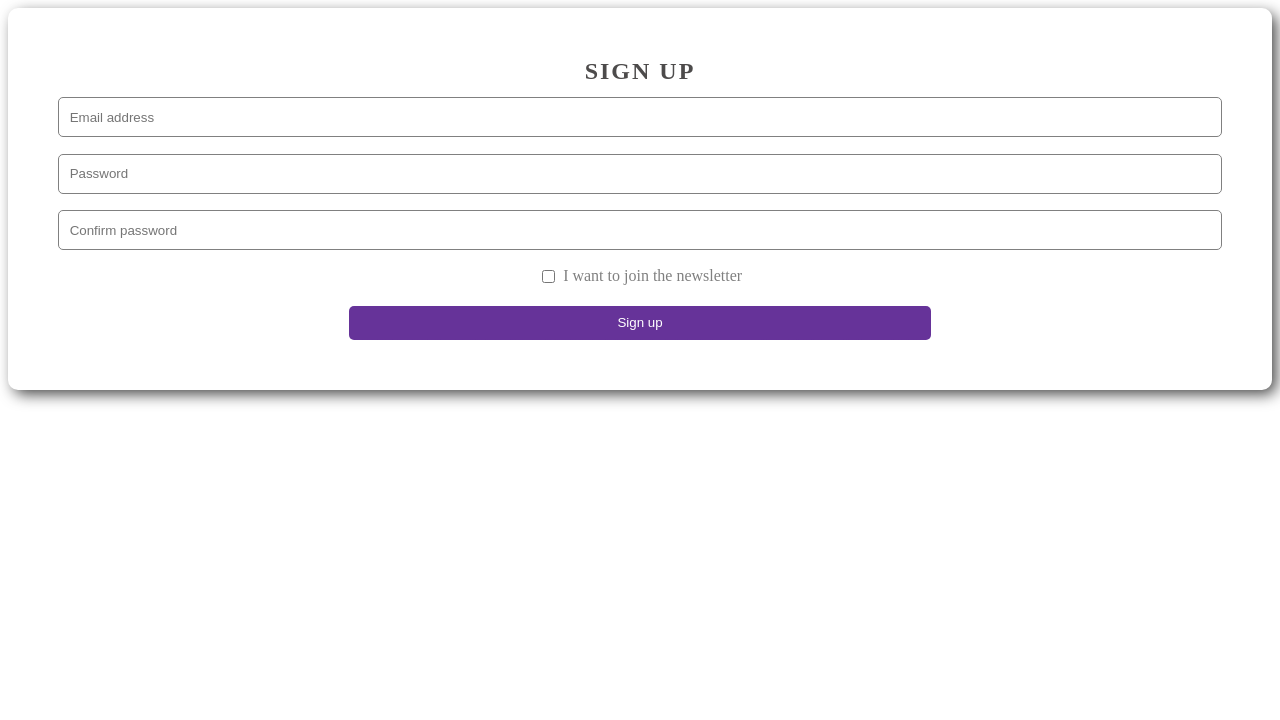 SIGN UP
Email address
Password
Confirm password
I want to join the newsletter
Sign up